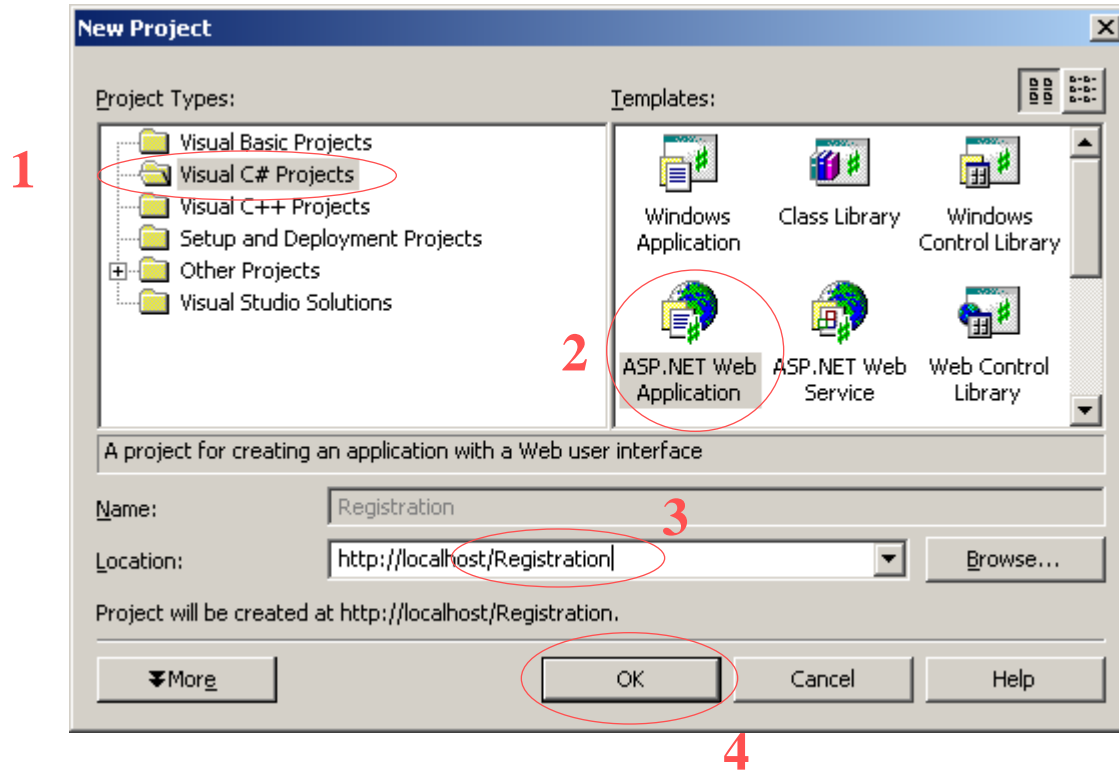 New Project
Project Types:
Templates:
1
Visual Basic Projects
Visual C# Projects
Visual C++ Projects
Setup and Deployment Projects
Other Projects
Visual Studio Solutions
Windows
Application
Class Library
Windows
Control Library
2
ASP.NET Web
Application
ASP.NET Web
Service
Web Control
Library
A project for creating an application with a Web user interface
Name:
Registration
3
Location:
http://localhost/Registration
Browse...
Project will be created at http://localhost/Registration.
More
OK
Cancel
Help
4